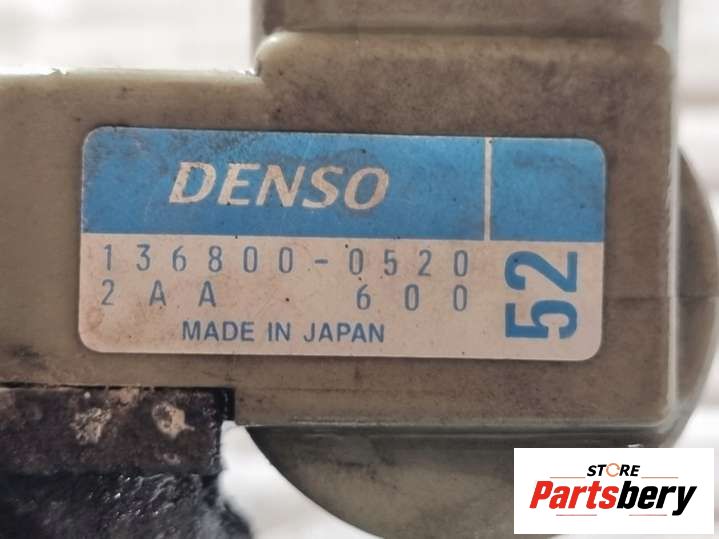 DENSO
136800-0520
2AA 600
MADE IN JAPAN
52
STORE
Partsbery